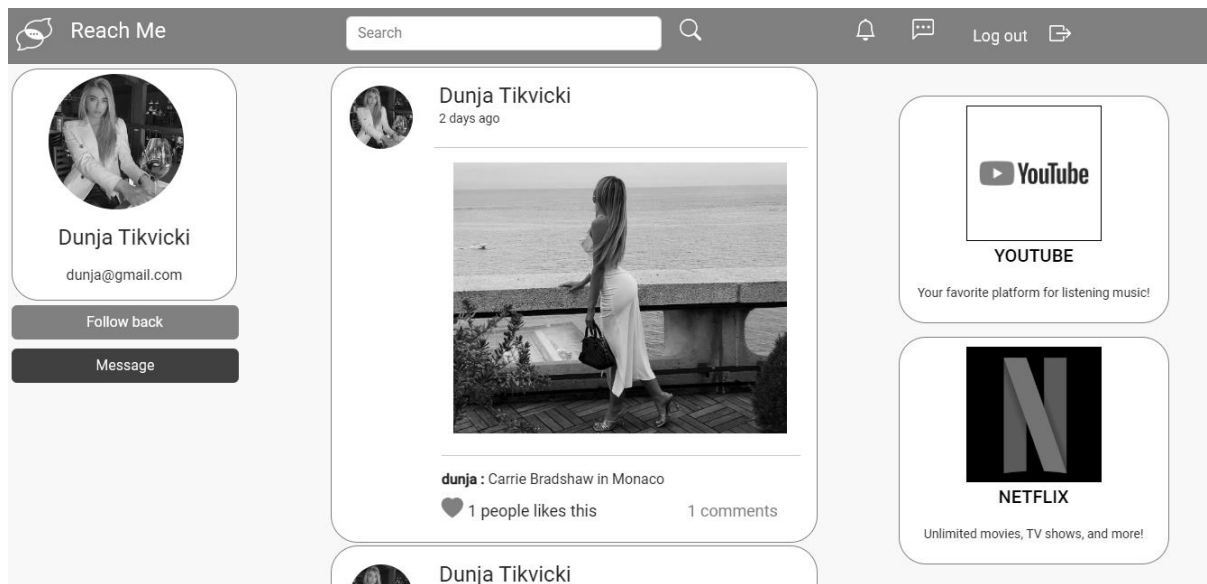 Reach Me
Search
Log out
Dunja Tikvicki
dunja@gmail.com
Follow back
Message
Dunja Tikvicki
2 days ago
dunja : Carrie Bradshaw in Monaco
1 people likes this
1 comments
Dunja Tikvicki
YouTube
YOUTUBE
Your favorite platform for listening music!
NETFLIX
Unlimited movies, TV shows, and more!